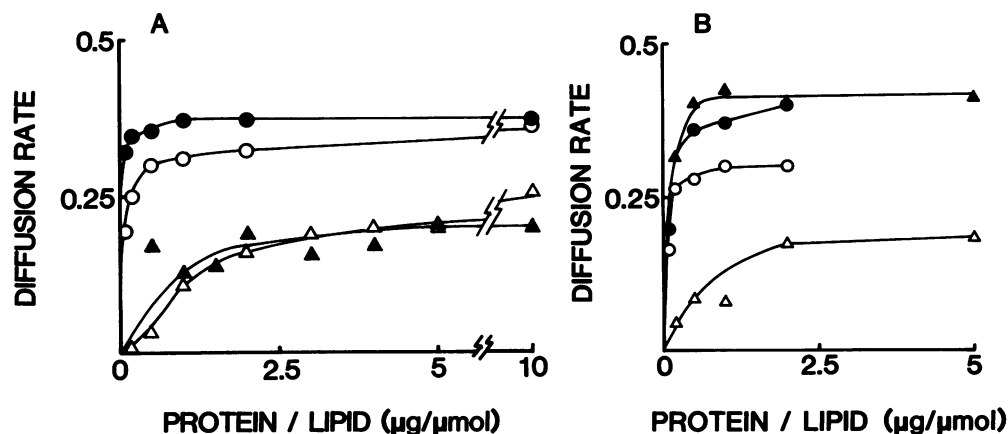 A
B
0.5
0.5
DIFFUSION RATE
DIFFUSION RATE
0.25
0.25
0 2.5 5 10
0 2.5 5
PROTEIN / LIPID (µg/µmol)
PROTEIN / LIPID (µg/µmol)